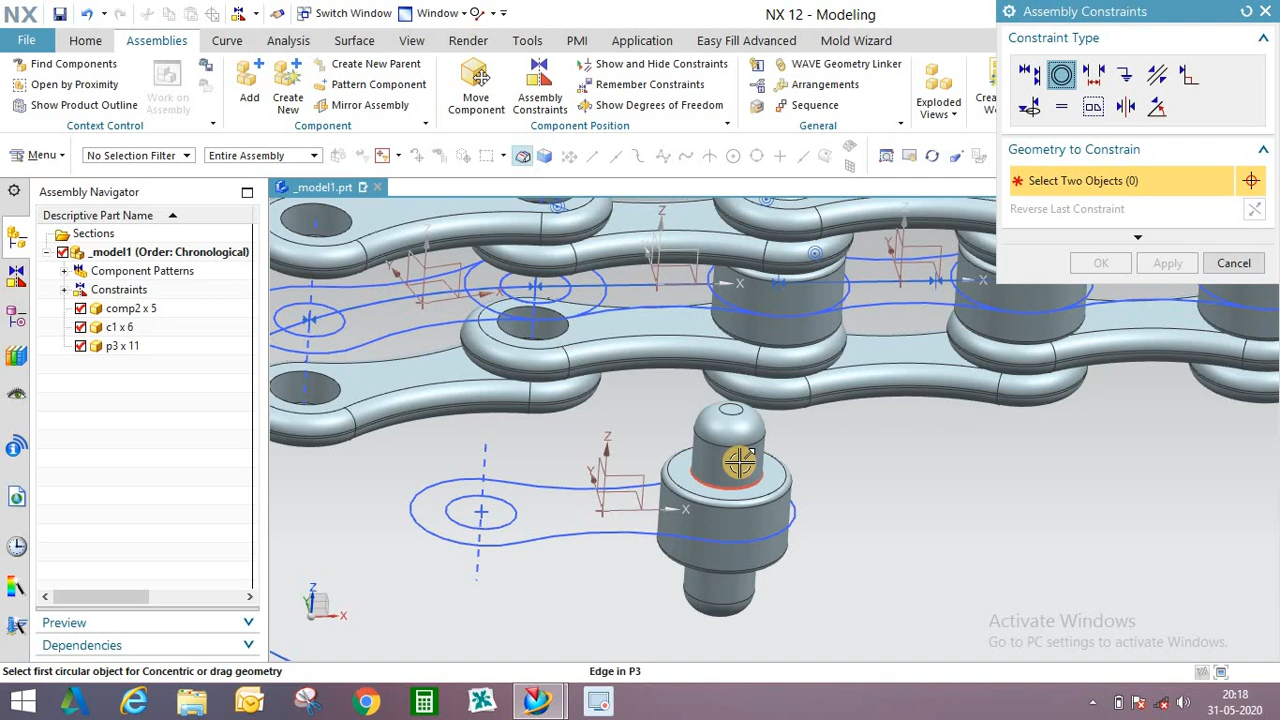 NX
Switch Window
Window
NX 12 - Modeling
Assembly Constraints
File
Home
Assemblies
Curve
Analysis
Surface
View
Render
Tools
PMI
Application
Easy Fill Advanced
Mold Wizard
Constraint Type
Find Components
Open by Proximity
Show Product Outline
Work on Assembly
Context Control
Add
Create New
Create New Parent
Pattern Component
Mirror Assembly
Component
Move Component
Assembly Constraints
Show and Hide Constraints
Remember Constraints
Show Degrees of Freedom
Component Position
WAVE Geometry Linker
Arrangements
Sequence
General
Exploded Views
Geometry to Constrain
Select Two Objects (0)
Reverse Last Constraint
OK
Apply
Cancel
Menu
No Selection Filter
Entire Assembly
Assembly Navigator
_model1.prt
Descriptive Part Name
Sections
_model1 (Order: Chronological)
Component Patterns
Constraints
comp2 x 5
c1 x 6
p3 x 11
Preview
Dependencies
Z
Y
X
Z
X
Z
X
Z
X
Z
X
Activate Windows
Go to PC settings to activate Windows.
Select first circular object for Concentric or drag geometry
Edge in P3
20:18
31-05-2020